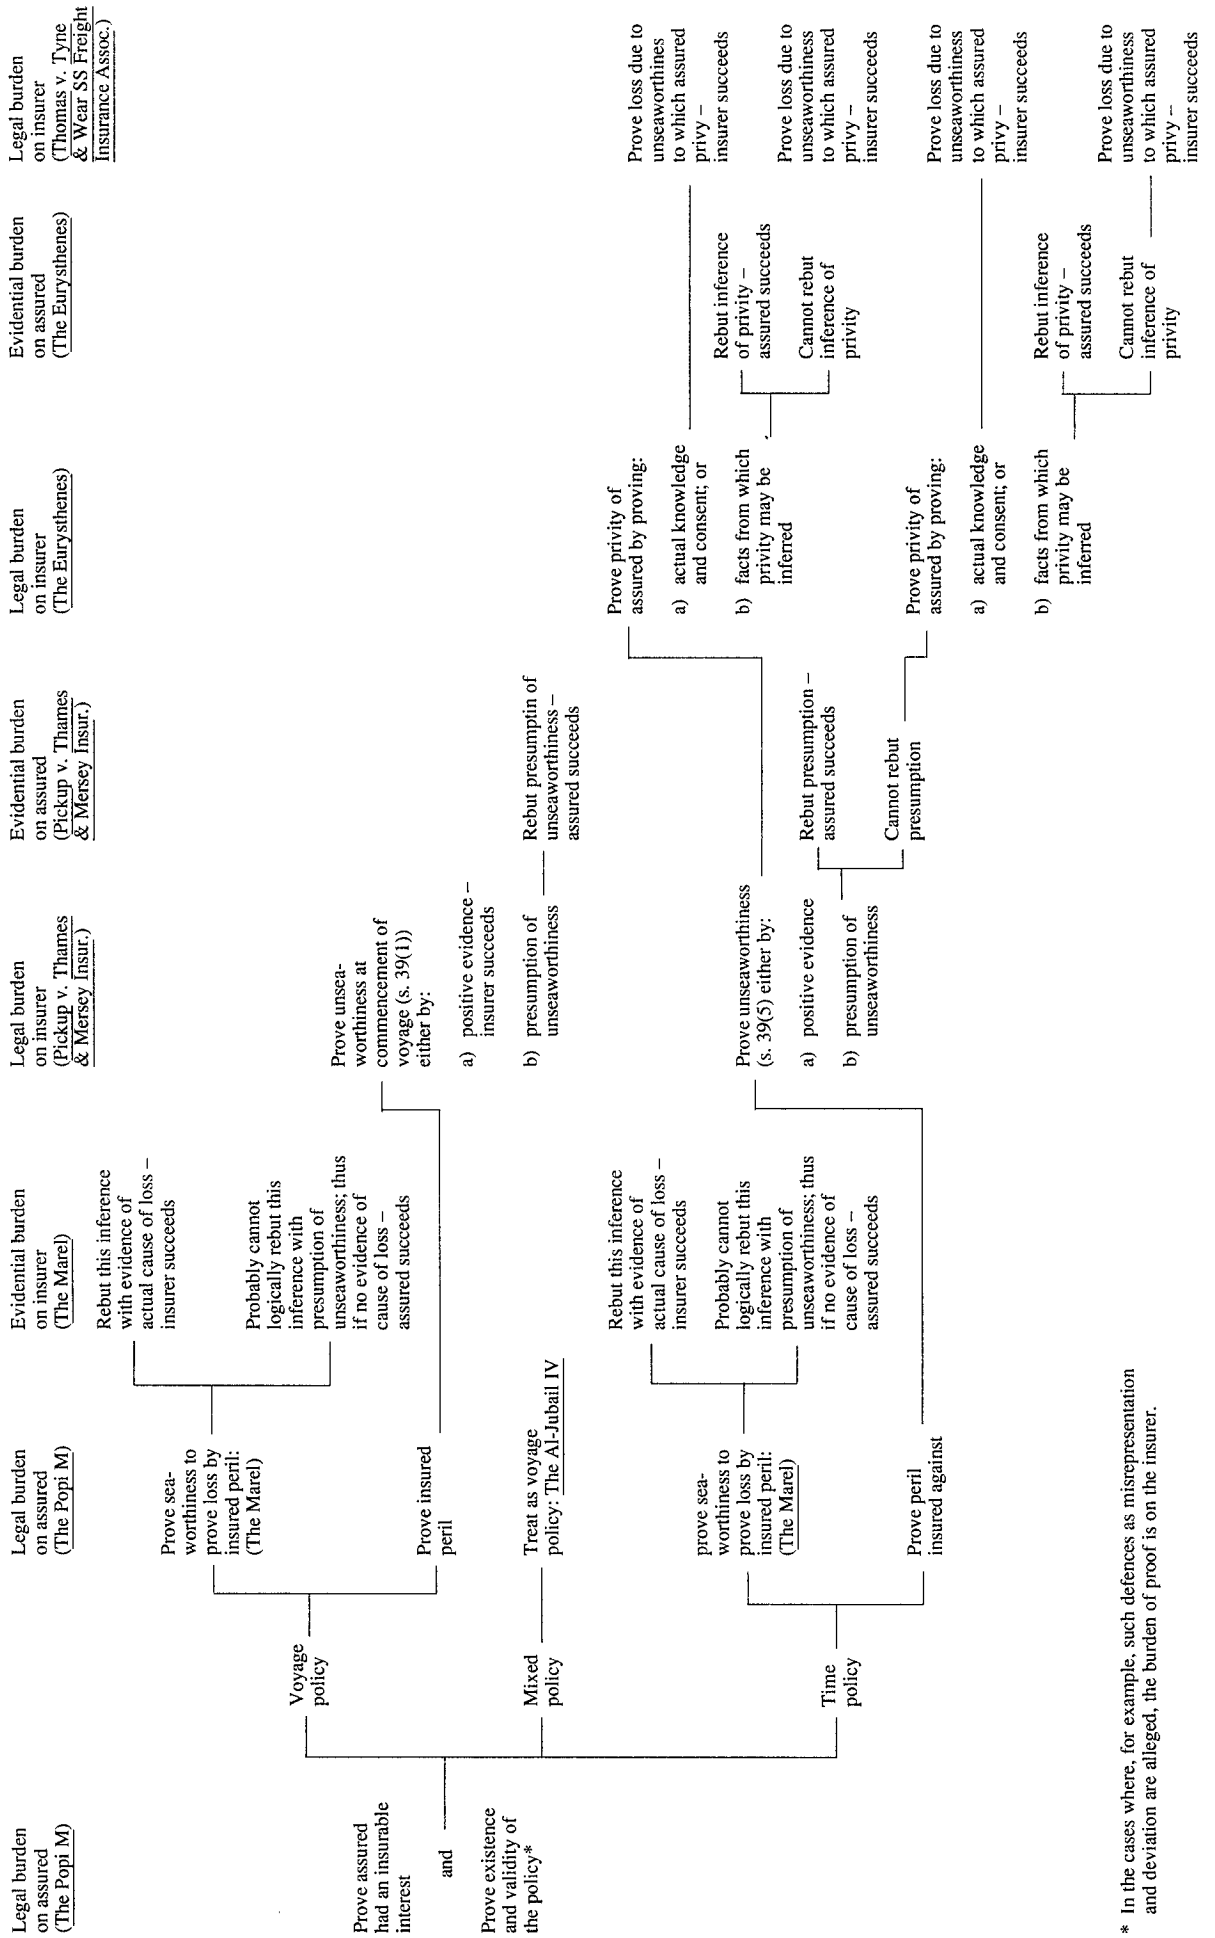 Legal burden
on assured
(The Popi M)
Prove assured
had an insurable
interest
and
Prove existence
and validity of
the policy*
Voyage
policy
Mixed
policy
Time
policy
Legal burden
on assured
(The Popi M)
Prove sea-
worthiness to
prove loss by
insured peril:
(The Marel)
Prove insured
peril
Treat as voyage
policy: The Al-Jubail IV
prove sea-
worthiness to
prove loss by
insured peril:
(The Marel)
Prove peril
insured against
Evidential burden
on insurer
(The Marel)
Rebut this inference
with evidence of
actual cause of loss –
insurer succeeds
Probably cannot
logically rebut this
inference with
presumption of
unseaworthiness; thus
if no evidence of
cause of loss –
assured succeeds
Rebut this inference
with evidence of
actual cause of loss –
insurer succeeds
Probably cannot
logically rebut this
inference with
presumption of
unseaworthiness; thus
if no evidence of
cause of loss –
assured succeeds
Legal burden
on insurer
(Pickup v. Thames
& Mersey Insur.)
Prove unsea-
worthiness at
commencement of
voyage (s. 39(1))
either by:
a) positive evidence –
insurer succeeds
b) presumption of
unseaworthiness
Prove unseaworthiness
(s. 39(5) either by:
a) positive evidence
b) presumption of
unseaworthiness
Evidential burden
on assured
(Pickup v. Thames
& Mersey Insur.)
Rebut presumptin of
unseaworthiness –
assured succeeds
Rebut presumption –
assured succeeds
Cannot rebut
presumption
Legal burden
on insurer
(The Eurysthenes)
Prove privity of
assured by proving:
a) actual knowledge
and consent; or
b) facts from which
privity may be
inferred
Prove privity of
assured by proving:
a) actual knowledge
and consent; or
b) facts from which
privity may be
inferred
Evidential burden
on assured
(The Eurysthenes)
Rebut inference
of privity –
assured succeeds
Cannot rebut
inference of
privity
Rebut inference
of privity –
assured succeeds
Cannot rebut
inference of
privity
Legal burden
on insurer
(Thomas v. Tyne
& Wear SS Freight
Insurance Assoc.)
Prove loss due to
unseaworthines
to which assured
privy –
insurer succeeds
Prove loss due to
unseaworthiness
to which assured
privy –
insurer succeeds
Prove loss due to
unseaworthiness
to which assured
privy –
insurer succeeds
Prove loss due to
unseaworthiness
to which assured
privy –
insurer succeeds
* In the cases where, for example, such defences as misrepresentation
and deviation are alleged, the burden of proof is on the insurer.